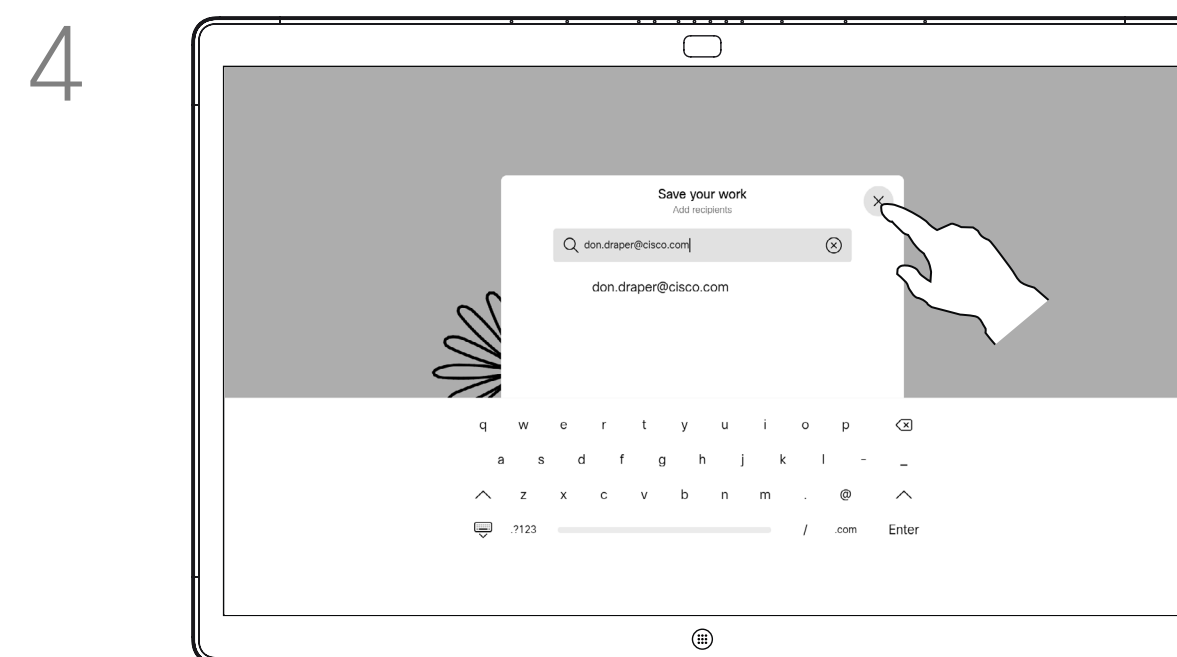 4
Save your work
Add recipients
don.draper@cisco.com
don.draper@cisco.com
q w e r t y u i o p
a s d f g h j k l - _
z x c v b n m . @
.?123 / .com Enter